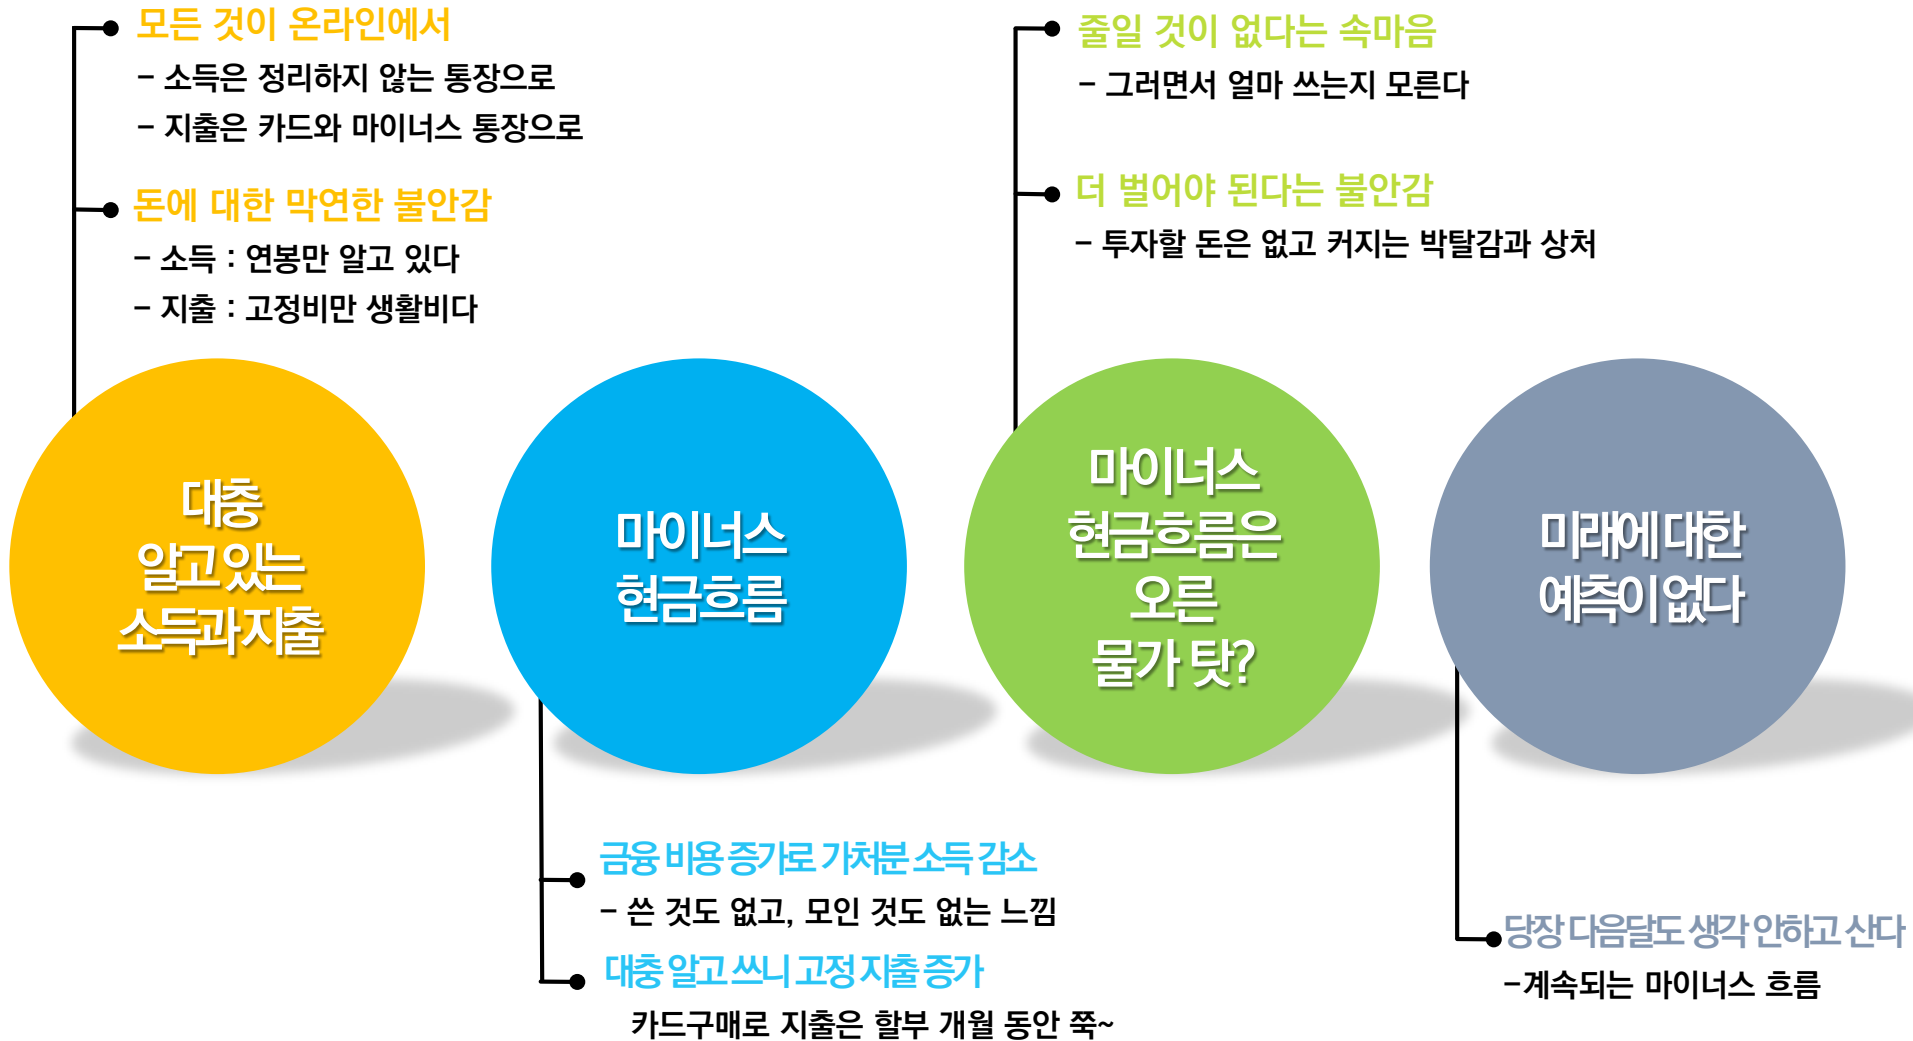 모든 것이 온라인에서
- 소득은 정리하지 않는 통장으로
- 지출은 카드와 마이너스 통장으로
돈에 대한 막연한 불안감
- 소득 : 연봉만 알고 있다
- 지출 : 고정비만 생활비다
대충
알고 있는
소득과 지출
마이너스
현금흐름
금융 비용 증가로 가처분 소득 감소
- 쓴 것도 없고, 모인 것도 없는 느낌
대충 알고 쓰니 고정 지출 증가
카드구매로 지출은 할부 개월 동안 쭉~
줄일 것이 없다는 속마음
- 그러면서 얼마 쓰는지 모른다
더 벌어야 된다는 불안감
- 투자할 돈은 없고 커지는 박탈감과 상처
마이너스
현금흐름은
오른
물가 탓?
미래에 대한
예측이 없다
당장 다음달도 생각 안하고 산다
-계속되는 마이너스 흐름